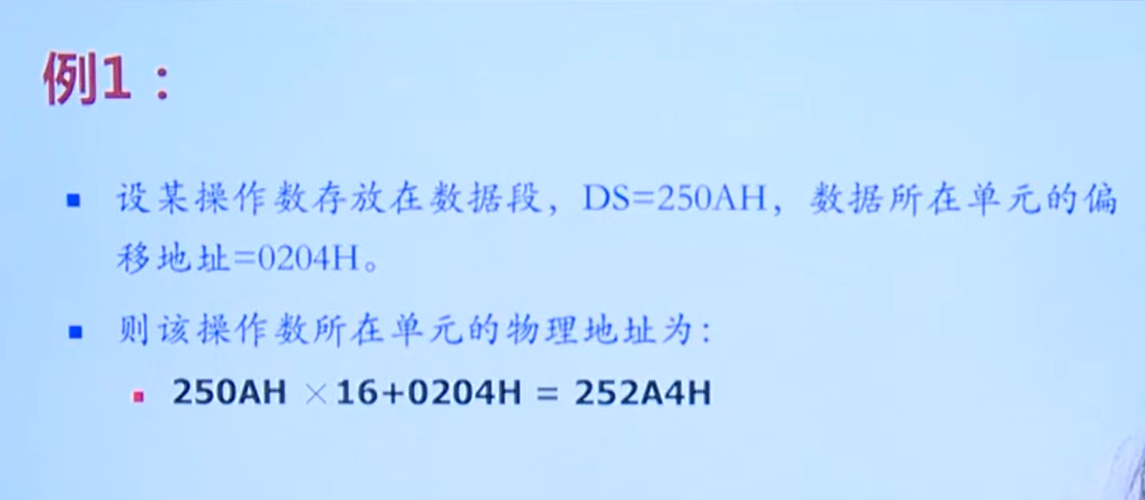 例1：
设某操作数存放在数据段，DS=250AH，数据所在单元的偏
移地址=0204H。
则该操作数所在单元的物理地址为：
250AH ×16+0204H = 252A4H